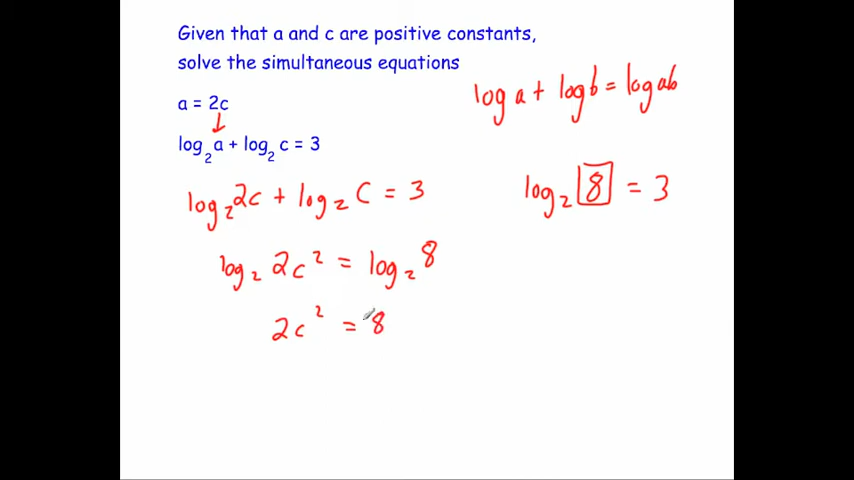 Given that a and c are positive constants,
solve the simultaneous equations
log a + log b = log ab
a = 2c
log₂ a + log₂ c = 3
log₂ 2c + log₂ C = 3
log₂ 8 = 3
log₂ 2c² = log₂ 8
2c² = 8